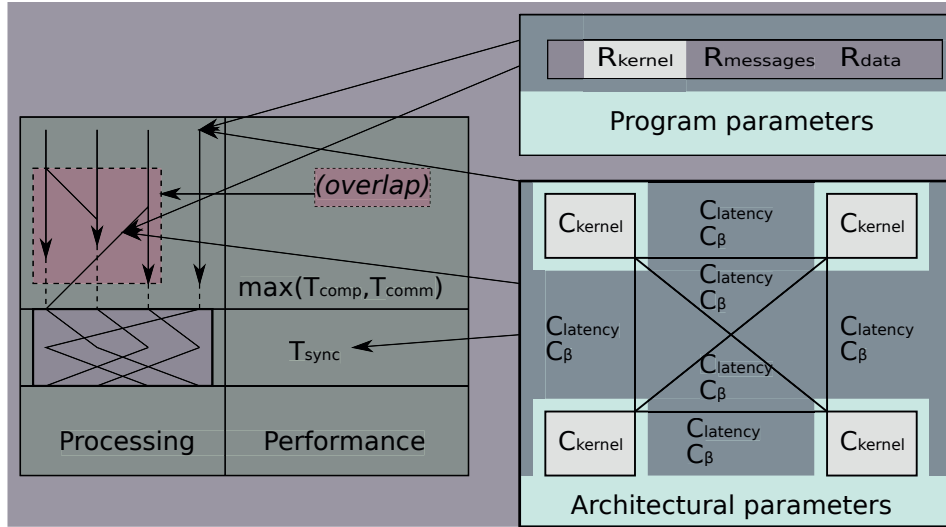 Rkernel Rmessages Rdata
Program parameters
(overlap)
max(Tcomp,Tcomm)
Tsync
Processing Performance
Ckernel
Clatency
Cβ
Ckernel
Clatency
Cβ
Clatency
Cβ
Clatency
Cβ
Clatency
Cβ
Ckernel
Clatency
Cβ
Ckernel
Architectural parameters